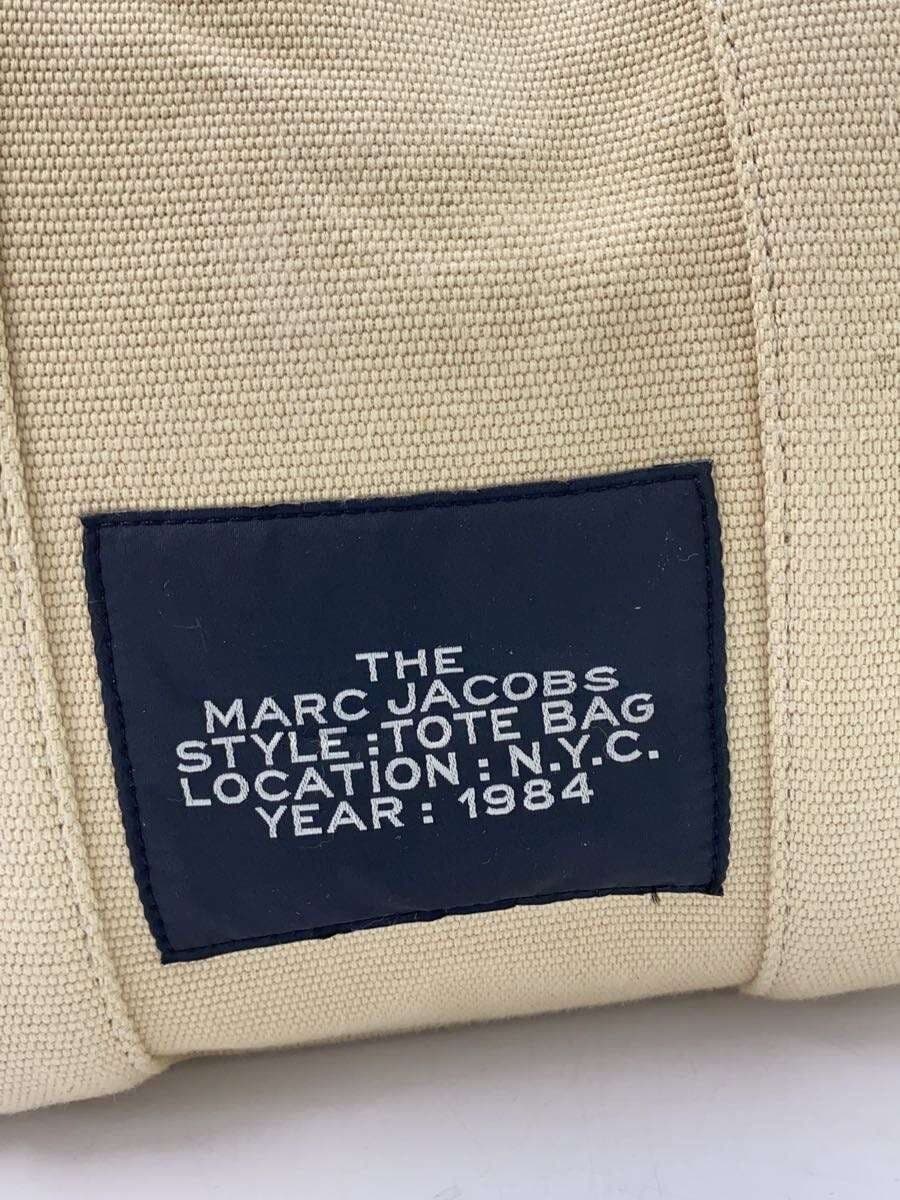 THE
MARC JACOBS
STYLE :TOTE BAG
LOCATION : N.Y.C.
YEAR : 1984